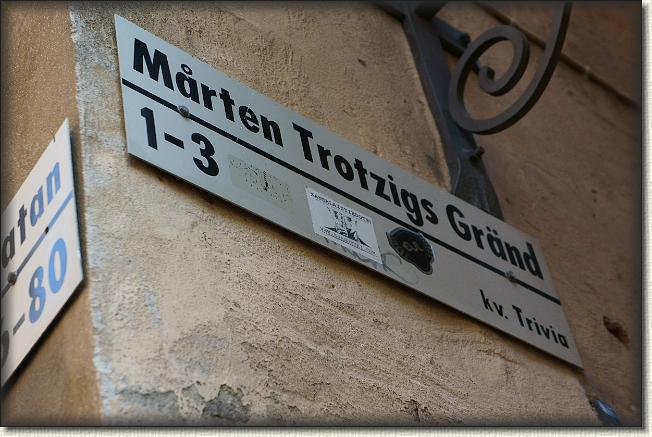 Mårten Trotzigs Gränd
1-3
kv. Trivia
atan
-80